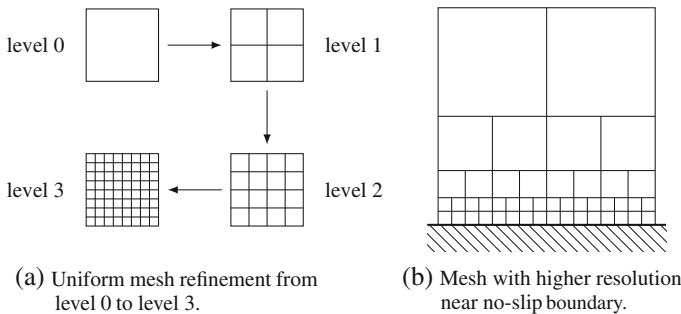 level 0
level 1
level 3
level 2
(a) Uniform mesh refinement from
level 0 to level 3.
(b) Mesh with higher resolution
near no-slip boundary.